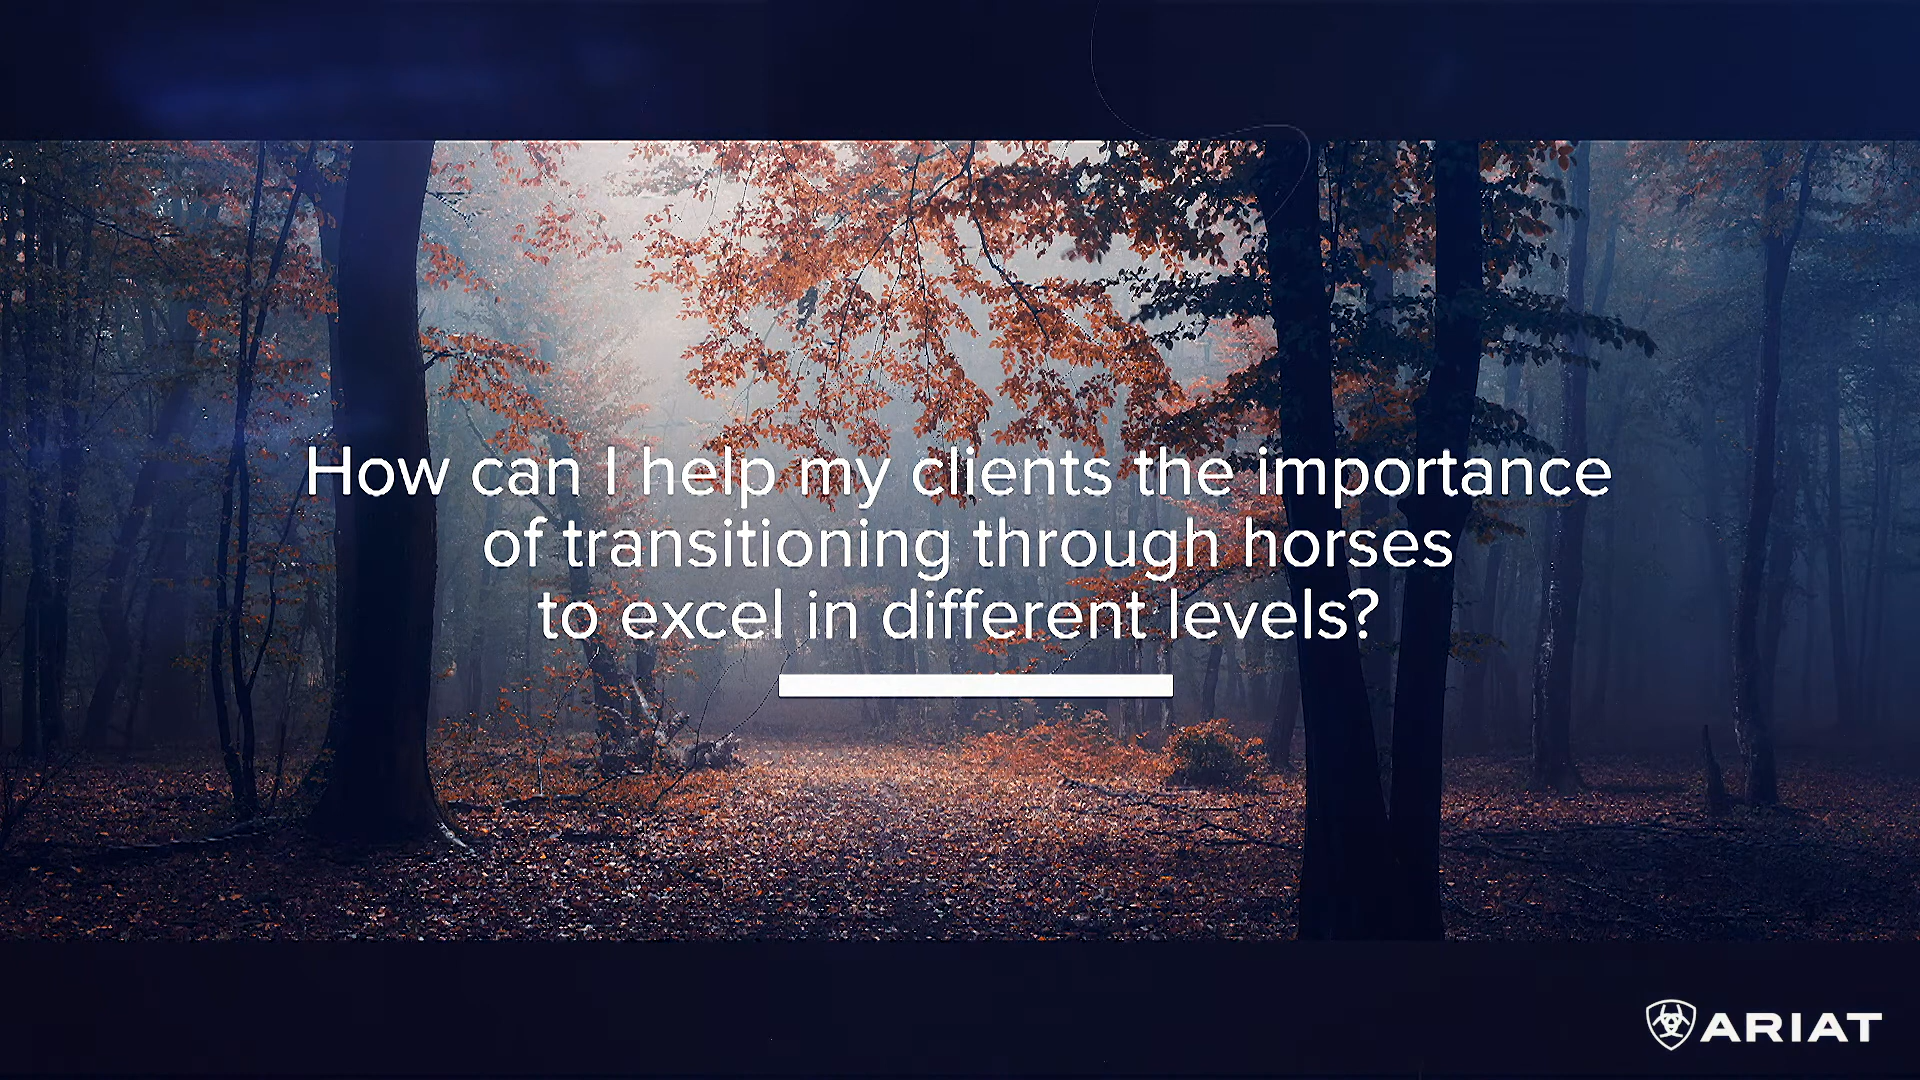 How can I help my clients the importance
of transitioning through horses
to excel in different levels?
ARIAT